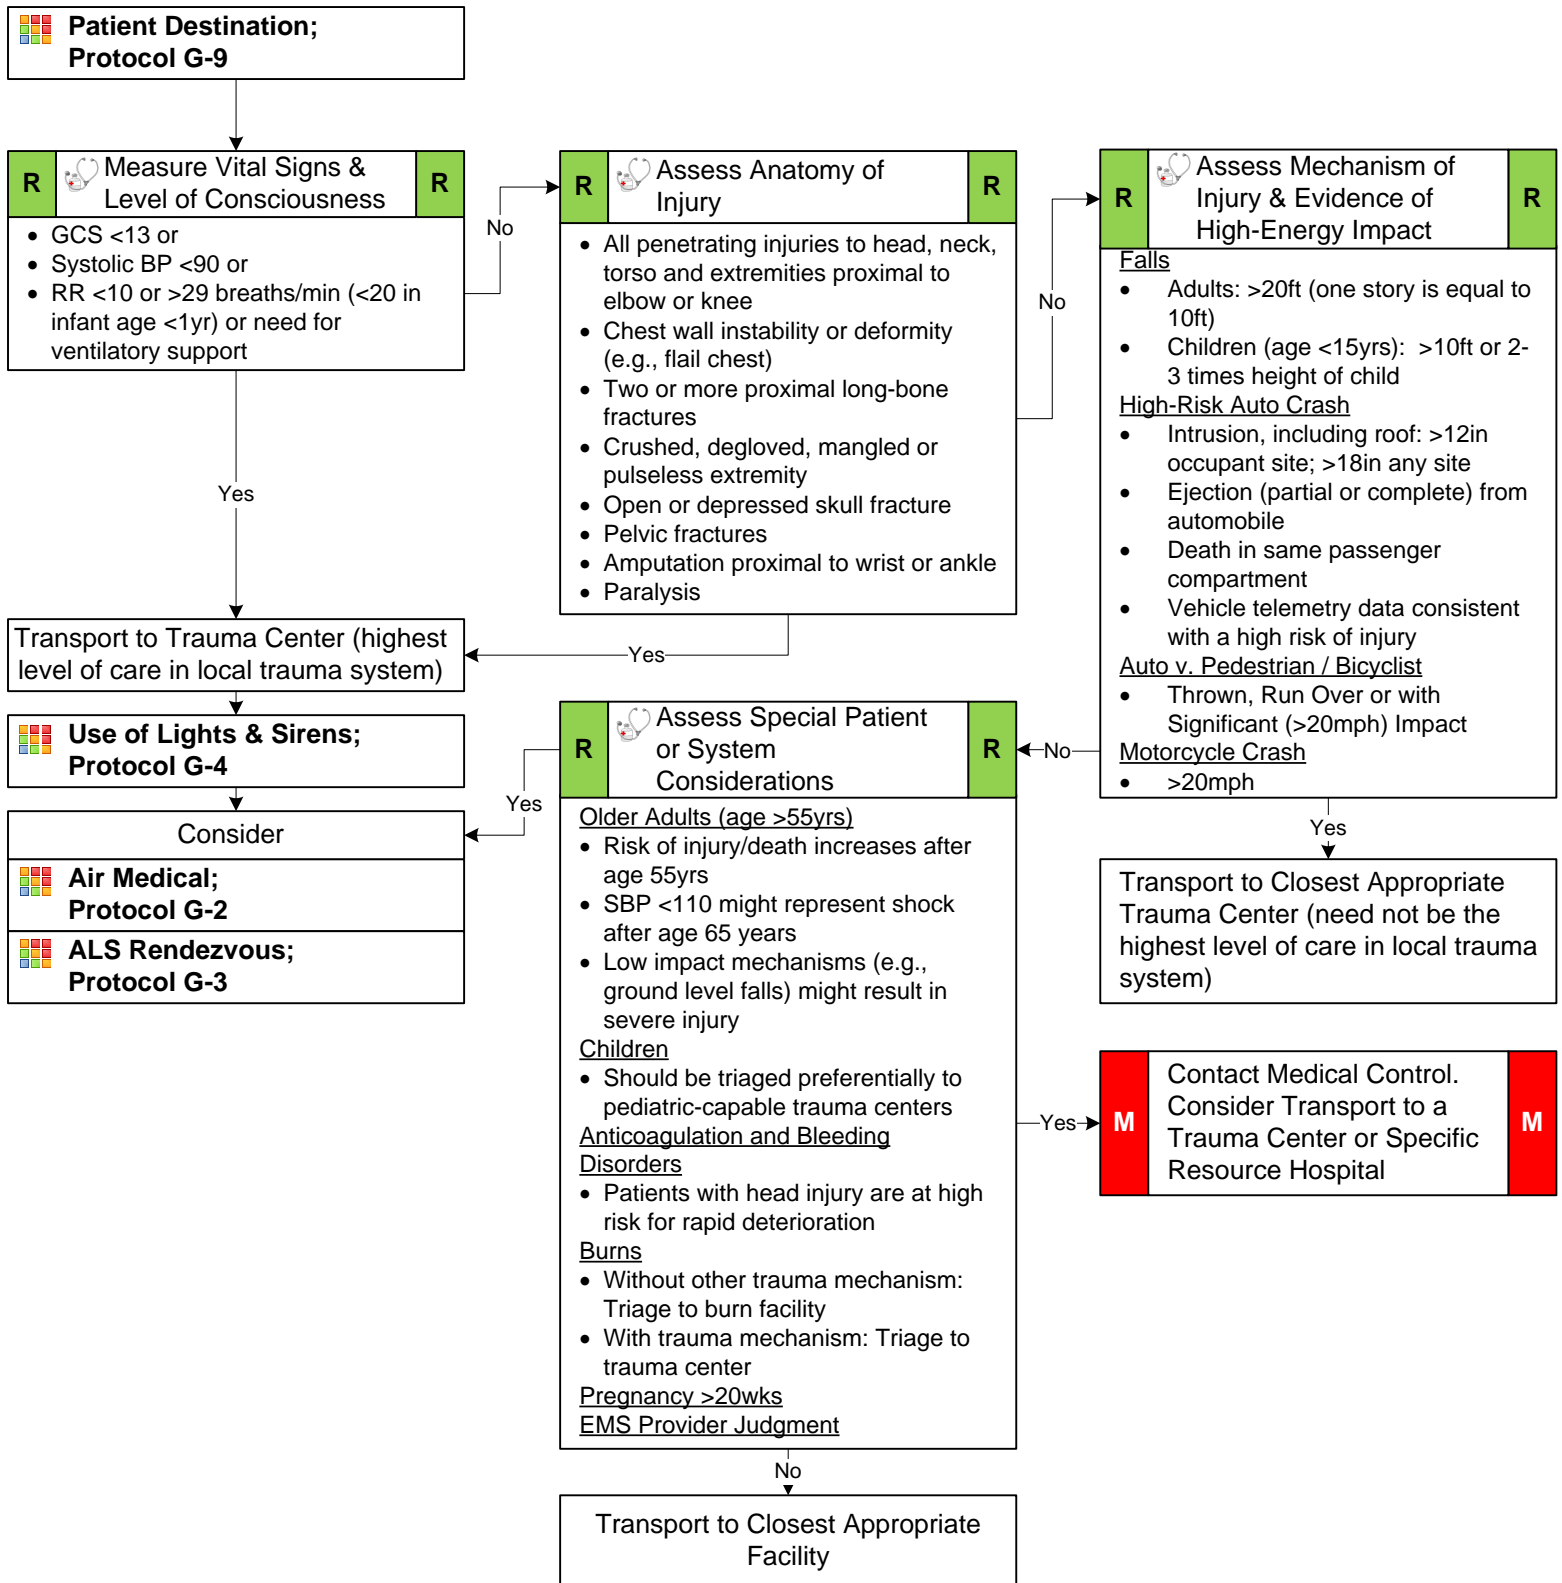 Patient Destination;
Protocol G-9
R
Measure Vital Signs &
Level of Consciousness
R
• GCS <13 or
• Systolic BP <90 or
• RR <10 or >29 breaths/min (<20 in
infant age <1yr) or need for
ventilatory support
No
Yes
R
Assess Anatomy of
Injury
R
• All penetrating injuries to head, neck,
torso and extremities proximal to
elbow or knee
• Chest wall instability or deformity
(e.g., flail chest)
• Two or more proximal long-bone
fractures
• Crushed, degloved, mangled or
pulseless extremity
• Open or depressed skull fracture
• Pelvic fractures
• Amputation proximal to wrist or ankle
• Paralysis
No
Yes
R
Assess Mechanism of
Injury & Evidence of
High-Energy Impact
R
Falls
• Adults: >20ft (one story is equal to
10ft)
• Children (age <15yrs): >10ft or 2-
3 times height of child
High-Risk Auto Crash
• Intrusion, including roof: >12in
occupant site; >18in any site
• Ejection (partial or complete) from
automobile
• Death in same passenger
compartment
• Vehicle telemetry data consistent
with a high risk of injury
Auto v. Pedestrian / Bicyclist
• Thrown, Run Over or with
Significant (>20mph) Impact
Motorcycle Crash
• >20mph
No
Yes
Transport to Trauma Center (highest
level of care in local trauma system)
Use of Lights & Sirens;
Protocol G-4
Consider
Air Medical;
Protocol G-2
ALS Rendezvous;
Protocol G-3
Yes
R
Assess Special Patient
or System
Considerations
R
Older Adults (age >55yrs)
• Risk of injury/death increases after
age 55yrs
• SBP <110 might represent shock
after age 65 years
• Low impact mechanisms (e.g.,
ground level falls) might result in
severe injury
Children
• Should be triaged preferentially to
pediatric-capable trauma centers
Anticoagulation and Bleeding
Disorders
• Patients with head injury are at high
risk for rapid deterioration
Burns
• Without other trauma mechanism:
Triage to burn facility
• With trauma mechanism: Triage to
trauma center
Pregnancy >20wks
EMS Provider Judgment
Yes
No
Transport to Closest Appropriate
Trauma Center (need not be the
highest level of care in local trauma
system)
M
Contact Medical Control.
Consider Transport to a
Trauma Center or Specific
Resource Hospital
M
Transport to Closest Appropriate
Facility